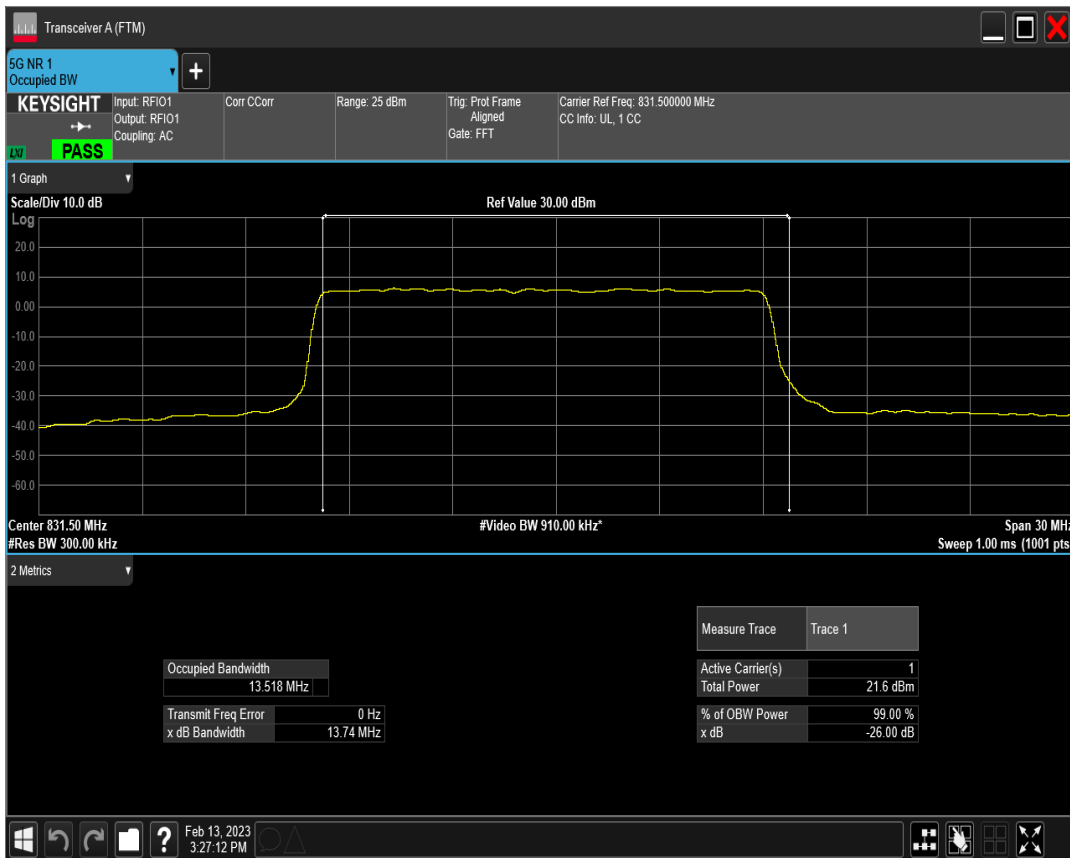 Transceiver A (FTM)
5G NR 1
Occupied BW
+
KEYSIGHT
LXI
PASS
Input: RFIO1
Output: RFIO1
Coupling: AC
Corr CCorr
Range: 25 dBm
Trig: Prot Frame
Aligned
Gate: FFT
Carrier Ref Freq: 831.500000 MHz
CC Info: UL, 1 CC
1 Graph
Scale/Div 10.0 dB
Ref Value 30.00 dBm
Log
20.0
10.0
0.00
-10.0
-20.0
-30.0
-40.0
-50.0
-60.0
Center 831.50 MHz
#Video BW 910.00 kHz*
Span 30 MHz
#Res BW 300.00 kHz
Sweep 1.00 ms (1001 pts
2 Metrics
Measure Trace Trace 1
Occupied Bandwidth
13.518 MHz
Active Carrier(s) 1
Total Power 21.6 dBm
Transmit Freq Error 0 Hz
x dB Bandwidth 13.74 MHz
% of OBW Power 99.00 %
x dB -26.00 dB
?
Feb 13, 2023
3:27:12 PM